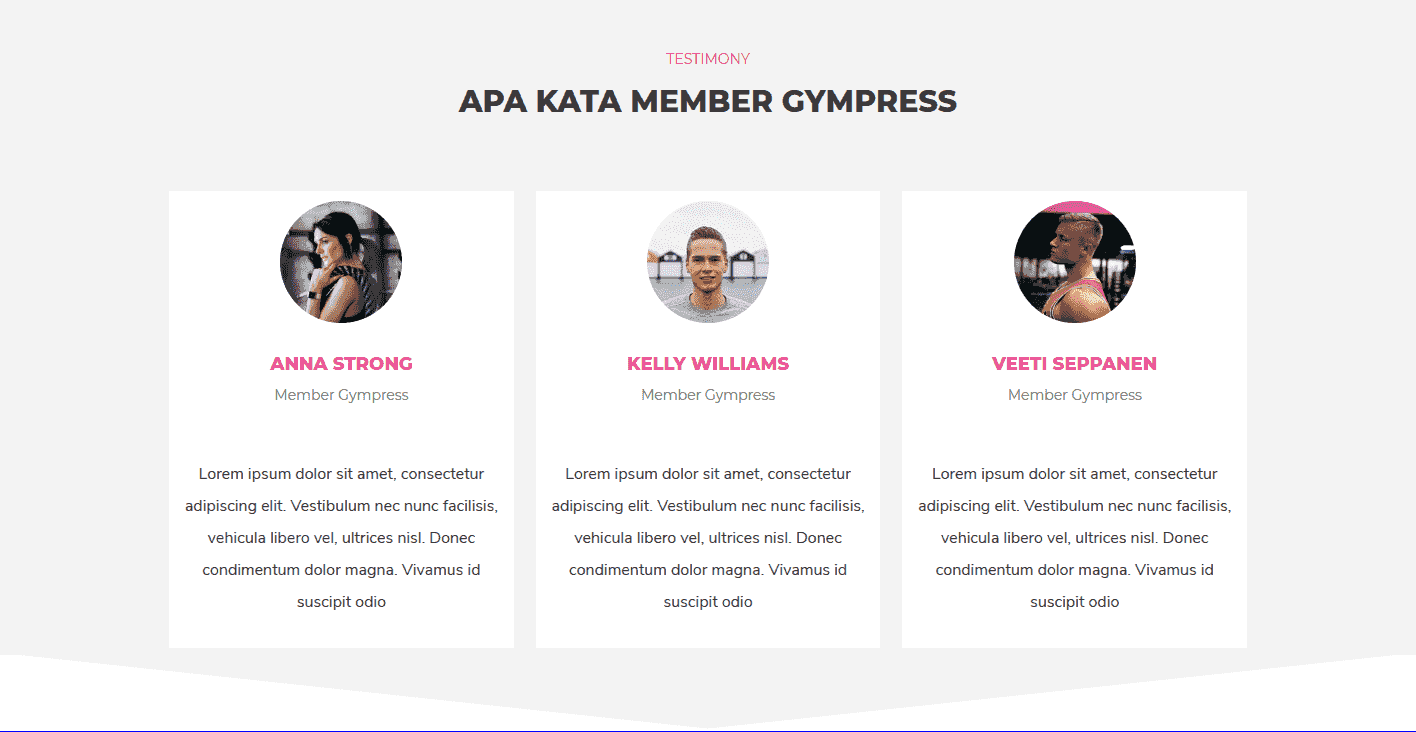 TESTIMONY
APA KATA MEMBER GYMPRESS
ANNA STRONG
Member Gympress
Lorem ipsum dolor sit amet, consectetur
adipiscing elit. Vestibulum nec nunc facilisis,
vehicula libero vel, ultrices nisl. Donec
condimentum dolor magna. Vivamus id
suscipit odio
KELLY WILLIAMS
Member Gympress
Lorem ipsum dolor sit amet, consectetur
adipiscing elit. Vestibulum nec nunc facilisis,
vehicula libero vel, ultrices nisl. Donec
condimentum dolor magna. Vivamus id
suscipit odio
VEETI SEPPANEN
Member Gympress
Lorem ipsum dolor sit amet, consectetur
adipiscing elit. Vestibulum nec nunc facilisis,
vehicula libero vel, ultrices nisl. Donec
condimentum dolor magna. Vivamus id
suscipit odio